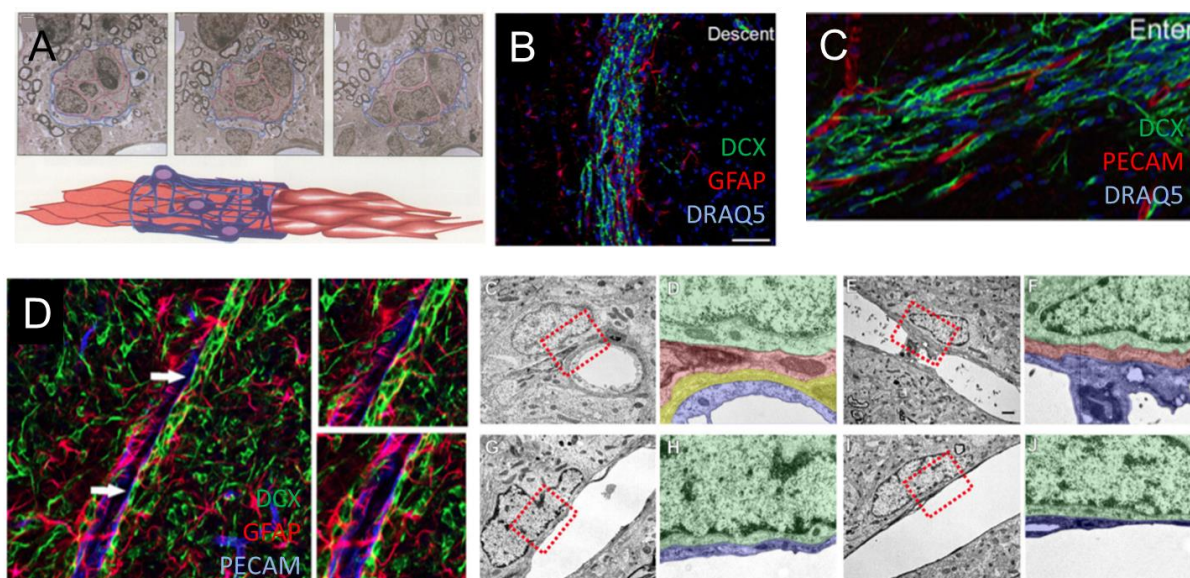 A
B
Descent
DCX
GFAP
DRAQ5
C
Enter
DCX
PECAM
DRAQ5
D
DCX
GFAP
PECAM
C
D
E
F
G
H
I
J